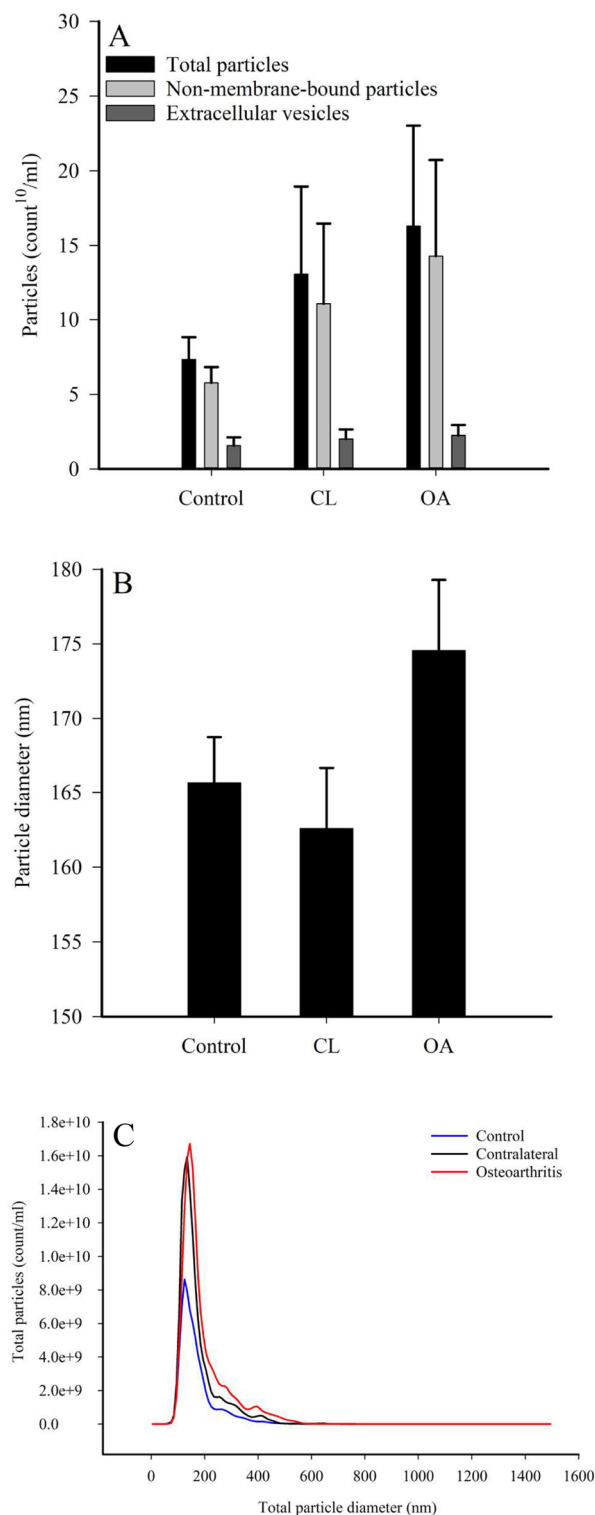 A
Total particles
Non-membrane-bound particles
Extracellular vesicles
Particles (count^10/ml)
30
25
20
15
10
5
0
Control CL OA
B
Particle diameter (nm)
180
175
170
165
160
155
150
Control CL OA
C
Control
Contralateral
Osteoarthritis
Total particles (count/ml)
1.8e+10
1.6e+10
1.4e+10
1.2e+10
1.0e+10
8.0e+9
6.0e+9
4.0e+9
2.0e+9
0.0
0 200 400 600 800 1000 1200 1400 1600
Total particle diameter (nm)